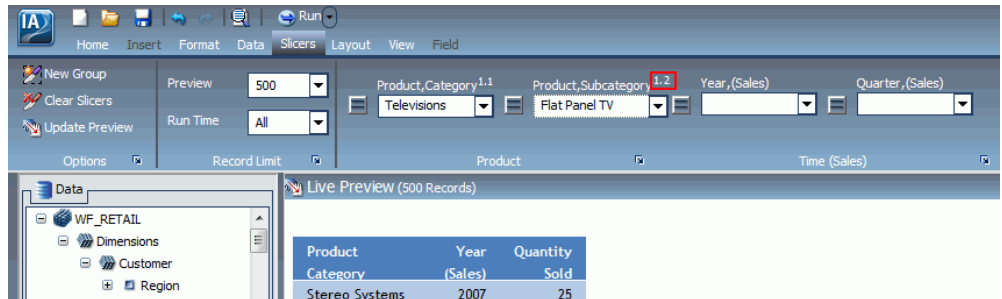 IA
Run
Home Insert Format Data Slicers Layout View Field
New Group
Clear Slicers
Update Preview
Options
Preview 500
Run Time All
Record Limit
Product,Category1.1 Product,Subcategory1.2
Televisions Flat Panel TV
Product
Year,(Sales) Quarter,(Sales)
Time (Sales)
Data
WF_RETAIL
Dimensions
Customer
Region
Live Preview (500 Records)
Product Year Quantity
Category (Sales) Sold
Stereo Systems 2007 25